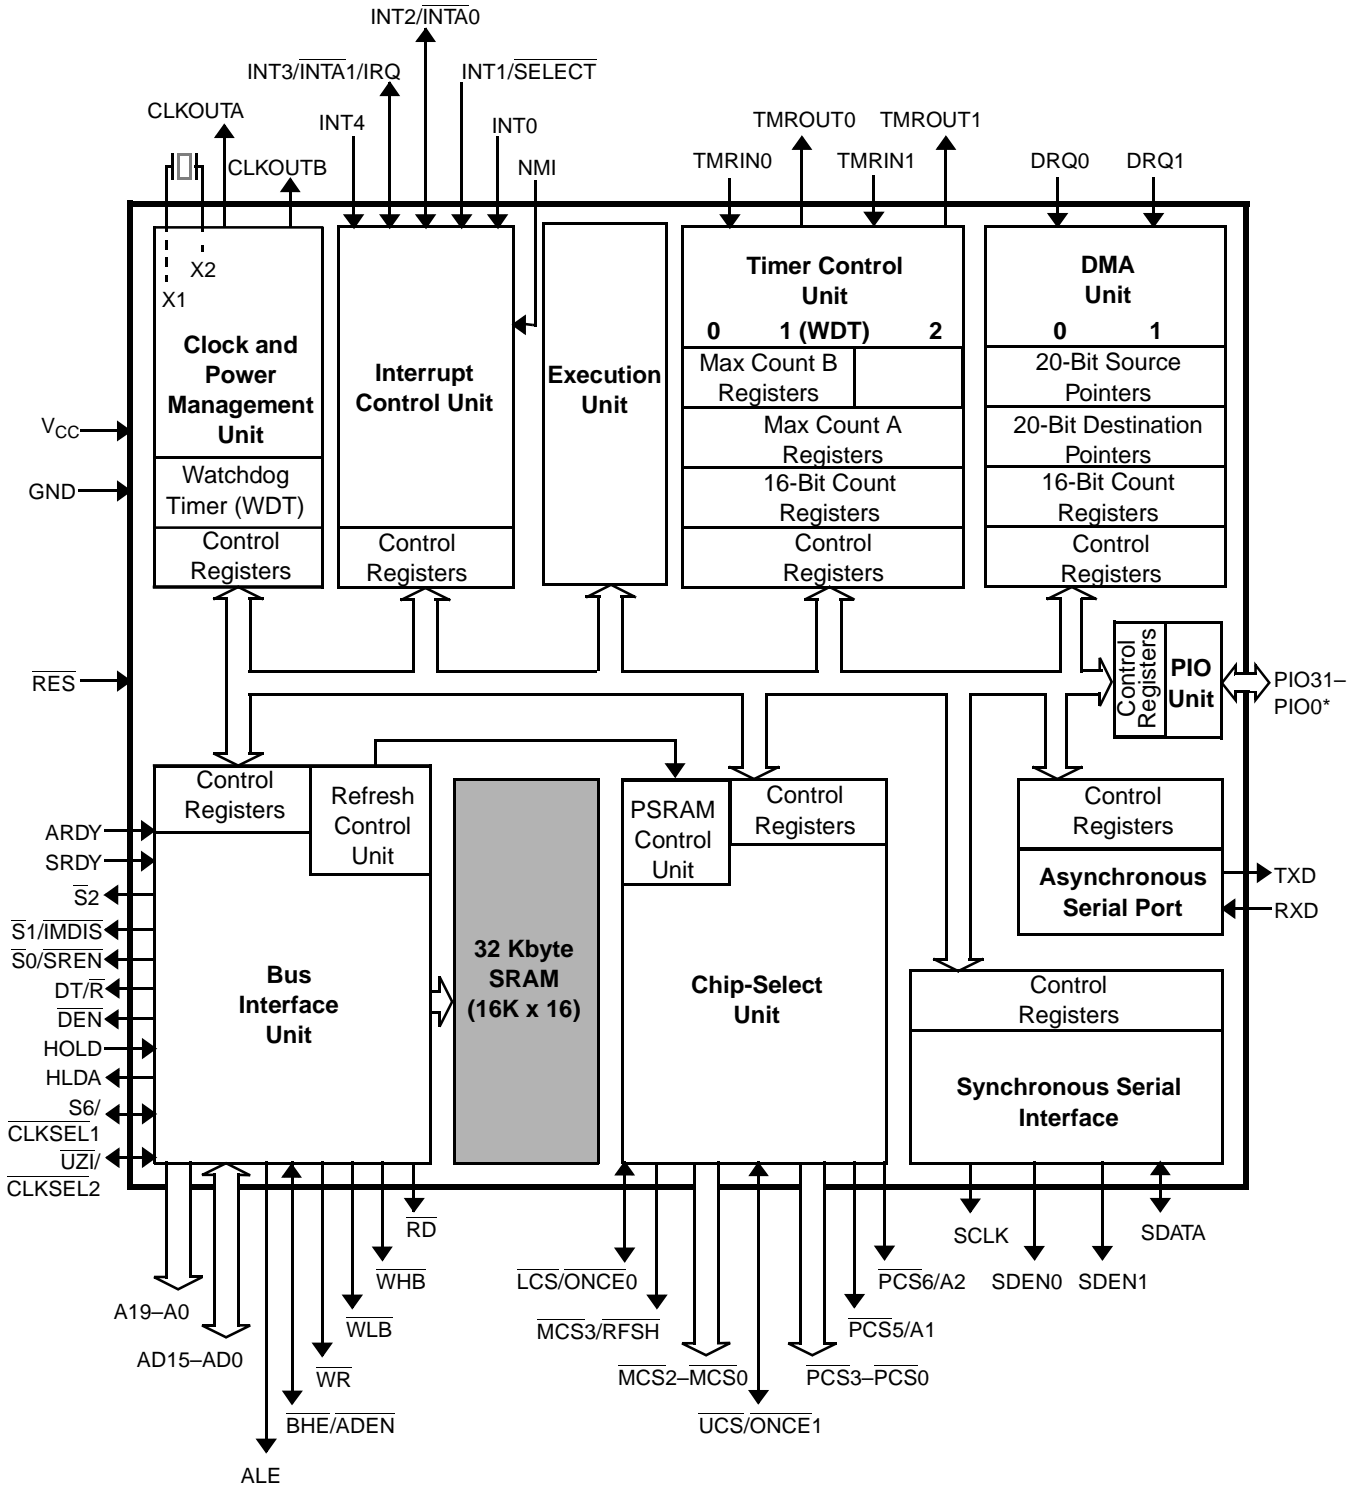 INT2/INTA0
INT3/INTA1/IRQ
INT1/SELECT
CLKOUTA
INT4
INT0
TMROUT0
TMROUT1
CLKOUTB
NMI
TMRIN0
TMRIN1
DRQ0
DRQ1
X2
X1
Clock and
Power
Management
Unit
Watchdog
Timer (WDT)
Control
Registers
Interrupt
Control Unit
Control
Registers
Execution
Unit
Timer Control
Unit
0 1 (WDT) 2
Max Count B
Registers
Max Count A
Registers
16-Bit Count
Registers
Control
Registers
DMA
Unit
0 1
20-Bit Source
Pointers
20-Bit Destination
Pointers
16-Bit Count
Registers
Control
Registers
VCC
GND
RES
Control
Registers
PIO
Unit
PIO31–
PIO0*
Control
Registers
Refresh
Control
Unit
Bus
Interface
Unit
32 Kbyte
SRAM
(16K x 16)
PSRAM
Control
Unit
Control
Registers
Chip-Select
Unit
Control
Registers
Asynchronous
Serial Port
TXD
RXD
Control
Registers
Synchronous Serial
Interface
ARDY
SRDY
S2
S1/IMDIS
S0/SREN
DT/R
DEN
HOLD
HLDA
S6/
CLKSEL1
UZI/
CLKSEL2
RD
WHB
A19–A0
WLB
AD15–AD0
WR
BHE/ADEN
ALE
LCS/ONCE0
MCS3/RFSH
MCS2–MCS0
UCS/ONCE1
PCS3–PCS0
PCS5/A1
PCS6/A2
SCLK
SDEN0
SDEN1
SDATA